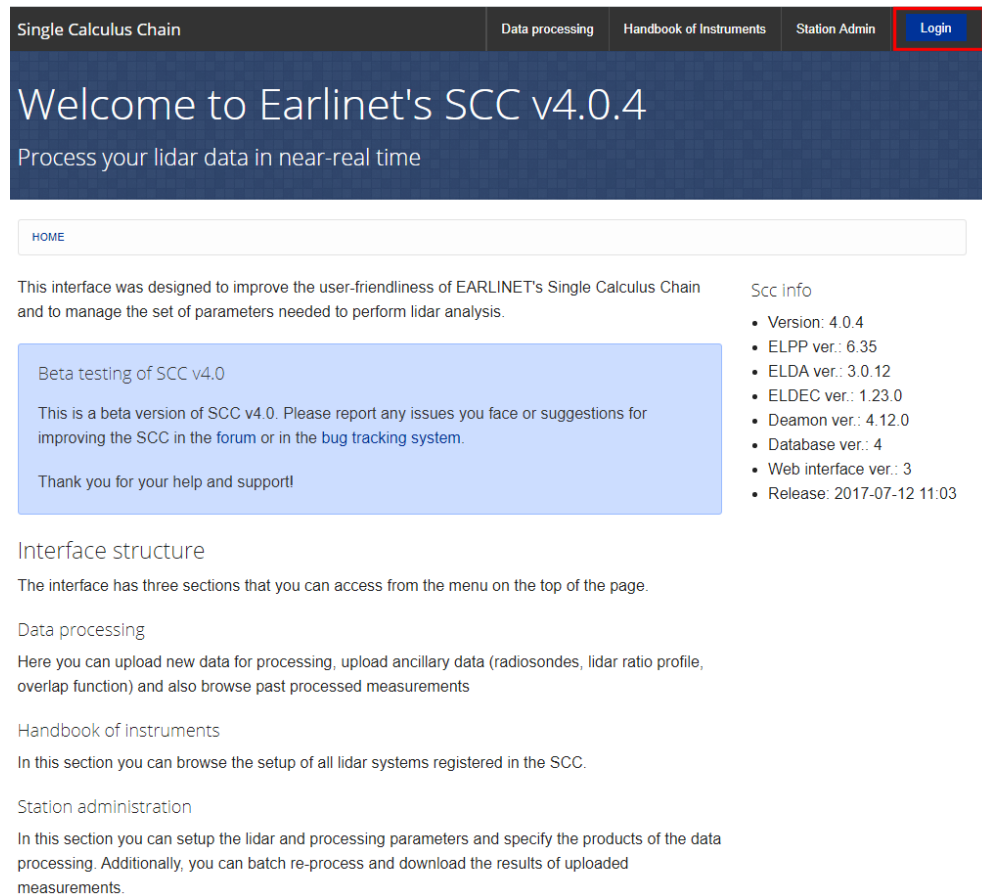 Single Calculus Chain
Data processing
Handbook of Instruments
Station Admin
Login
Welcome to Earlinet's SCC v4.0.4
Process your lidar data in near-real time
HOME
This interface was designed to improve the user-friendliness of EARLINET's Single Calculus Chain
and to manage the set of parameters needed to perform lidar analysis.
Beta testing of SCC v4.0
This is a beta version of SCC v4.0. Please report any issues you face or suggestions for
improving the SCC in the forum or in the bug tracking system.
Thank you for your help and support!
Interface structure
The interface has three sections that you can access from the menu on the top of the page.
Data processing
Here you can upload new data for processing, upload ancillary data (radiosondes, lidar ratio profile,
overlap function) and also browse past processed measurements
Handbook of instruments
In this section you can browse the setup of all lidar systems registered in the SCC.
Station administration
In this section you can setup the lidar and processing parameters and specify the products of the data
processing. Additionally, you can batch re-process and download the results of uploaded
measurements.
Scc info
• Version: 4.0.4
• ELPP ver.: 6.35
• ELDA ver.: 3.0.12
• ELDEC ver.: 1.23.0
• Deamon ver.: 4.12.0
• Database ver.: 4
• Web interface ver.: 3
• Release: 2017-07-12 11:03